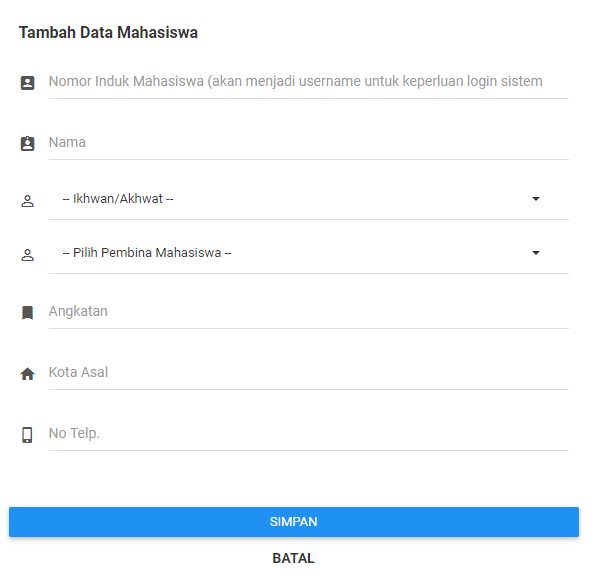 Tambah Data Mahasiswa
Nomor Induk Mahasiswa (akan menjadi username untuk keperluan login sistem
Nama
-- Ikhwan/Akhwat --
-- Pilih Pembina Mahasiswa --
Angkatan
Kota Asal
No Telp.
SIMPAN
BATAL